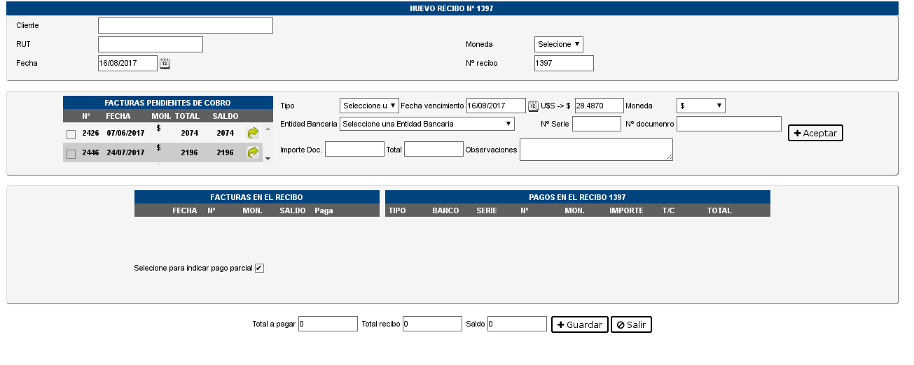 NUEVO RECIBO Nº 1397
Cliente
RUT Moneda Selecione
Fecha 16/08/2017 Nº recibo 1397
FACTURAS PENDIENTES DE COBRO
Nº FECHA MON. TOTAL SALDO
2426 07/06/2017 $ 2074 2074
2446 24/07/2017 $ 2196 2196
Tipo Seleccione u Fecha vencimiento 16/08/2017 U$S -> $ 28.4870 Moneda $
Entidad Bancaria Seleccione una Entidad Bancaria Nº Serie Nº documenro
+ Aceptar
Importe Doc. Total Observaciones
FACTURAS EN EL RECIBO
FECHA Nº MON. SALDO Paga
PAGOS EN EL RECIBO 1397
TIPO BANCO SERIE Nº MON. IMPORTE T/C TOTAL
Selecione para indicar pago parcial
Total a pagar 0 Total recibo 0 Saldo 0 + Guardar Salir